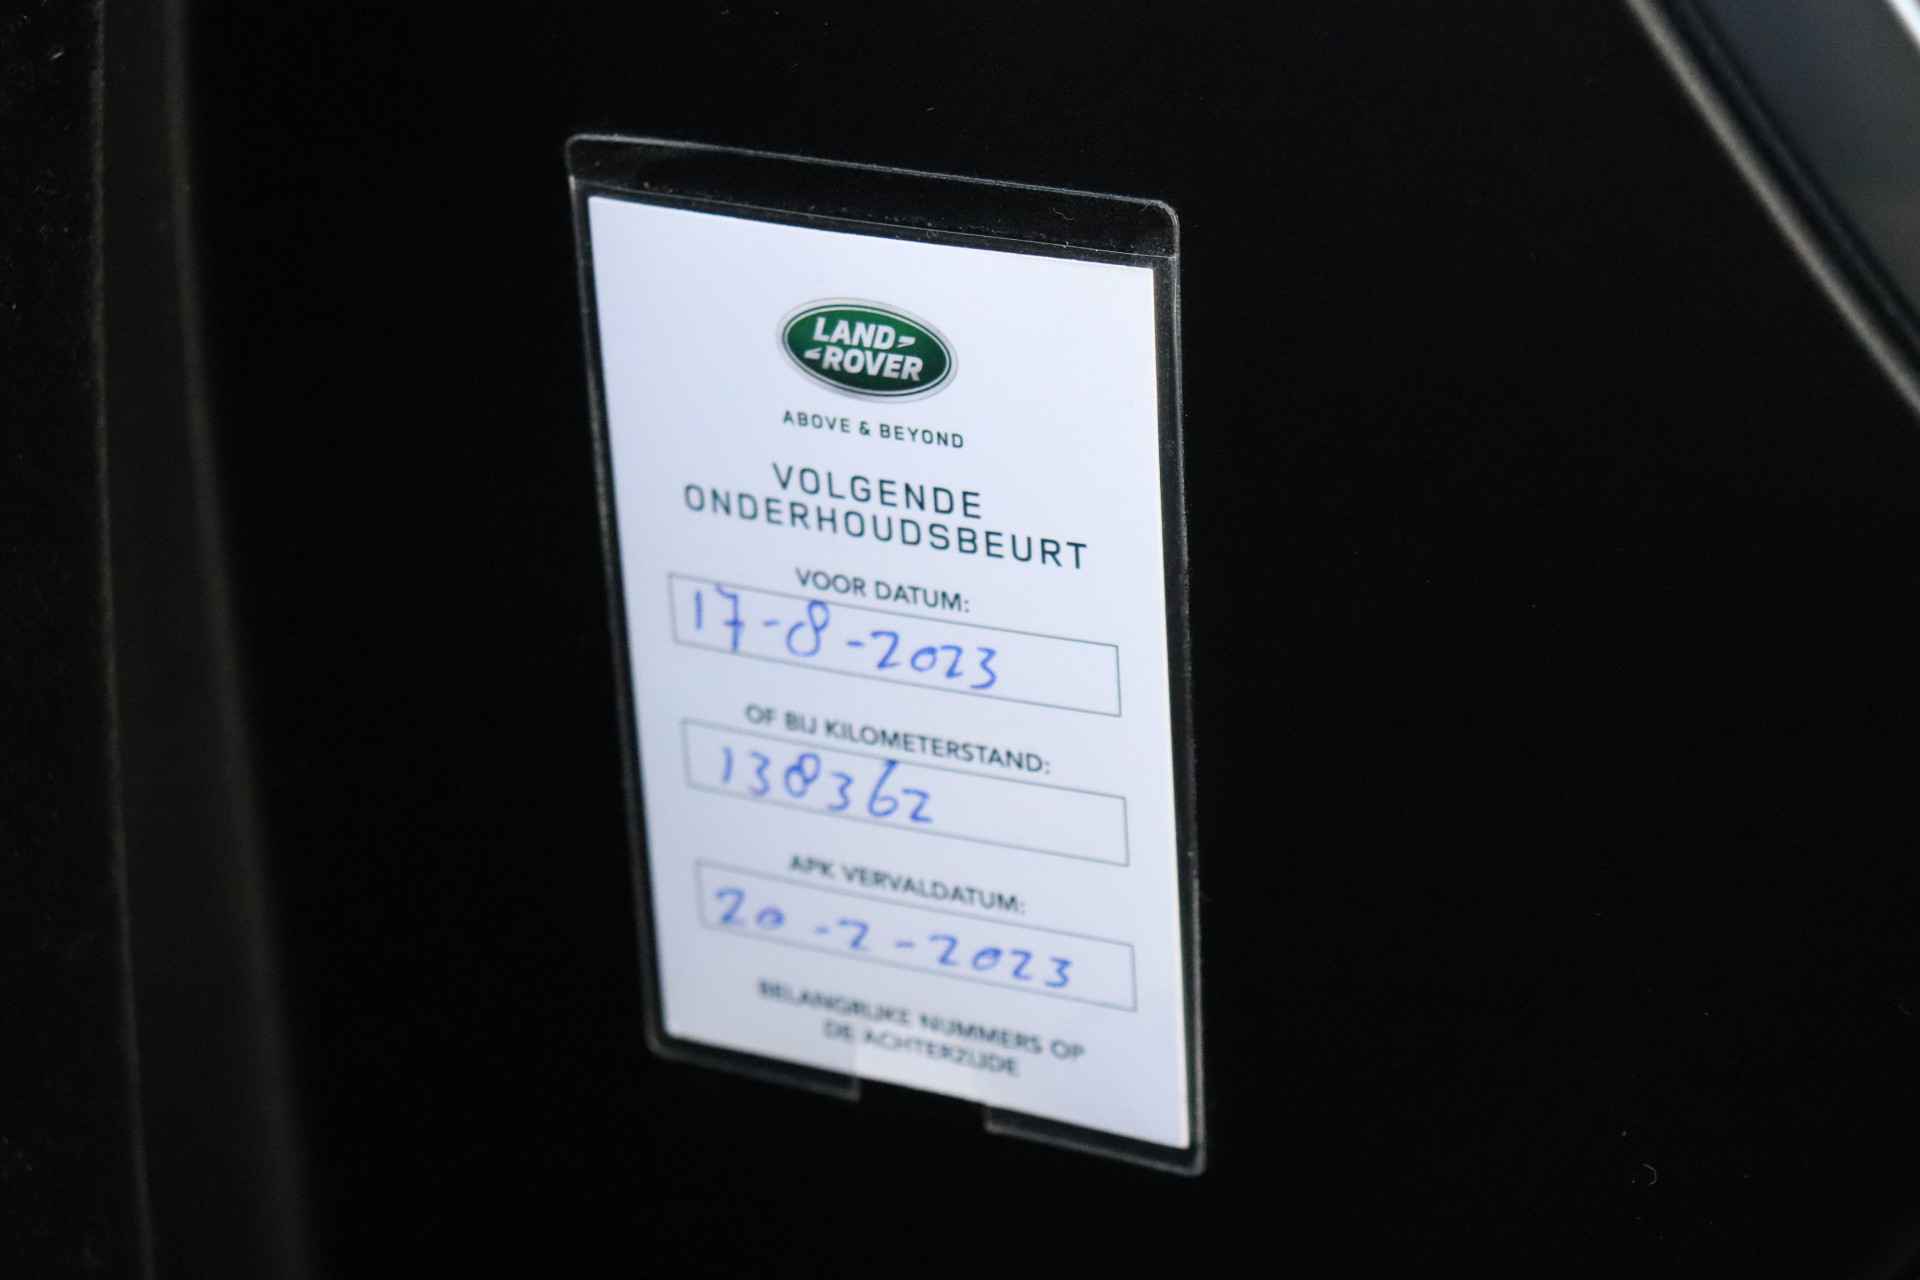 LAND
ROVER
ABOVE & BEYOND
VOLGENDE
ONDERHOUDSBEURT
VOOR DATUM:
17-8-2023
OF BIJ KILOMETERSTAND:
138362
APK VERVALDATUM:
20-2-2023
BELANGRIJKE NUMMERS OP
DE ACHTERZIJDE